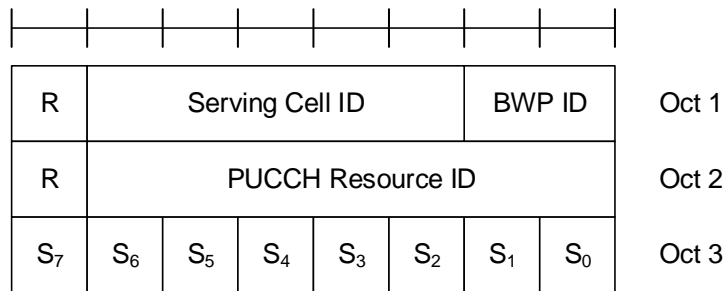 R Serving Cell ID BWP ID Oct 1
R PUCCH Resource ID Oct 2
S₇ S₆ S₅ S₄ S₃ S₂ S₁ S₀ Oct 3